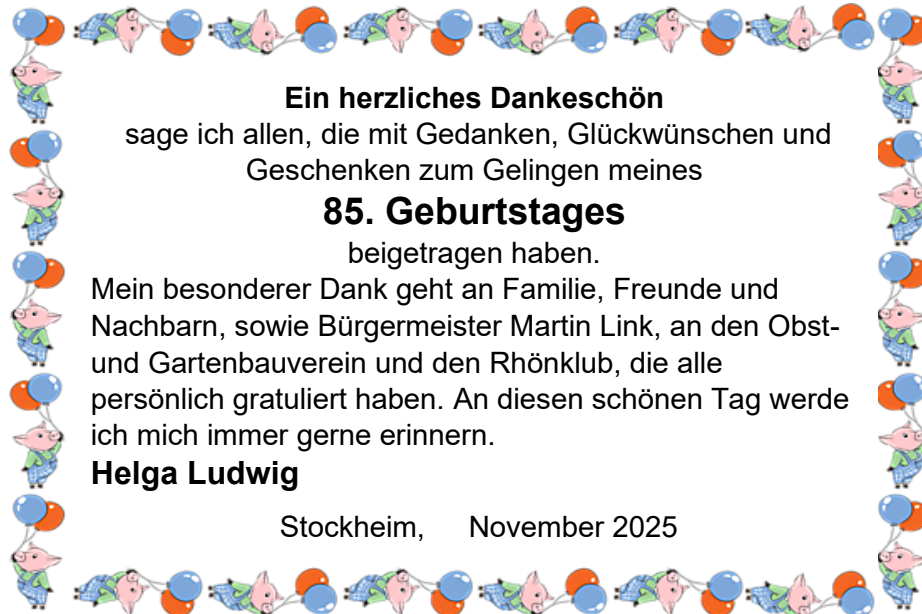 Ein herzliches Dankeschön
sage ich allen, die mit Gedanken, Glückwünschen und
Geschenken zum Gelingen meines
85. Geburtstages
beigetragen haben.
Mein besonderer Dank geht an Familie, Freunde und
Nachbarn, sowie Bürgermeister Martin Link, an den Obst-
und Gartenbauverein und den Rhönklub, die alle
persönlich gratuliert haben. An diesen schönen Tag werde
ich mich immer gerne erinnern.
Helga Ludwig
Stockheim, November 2025